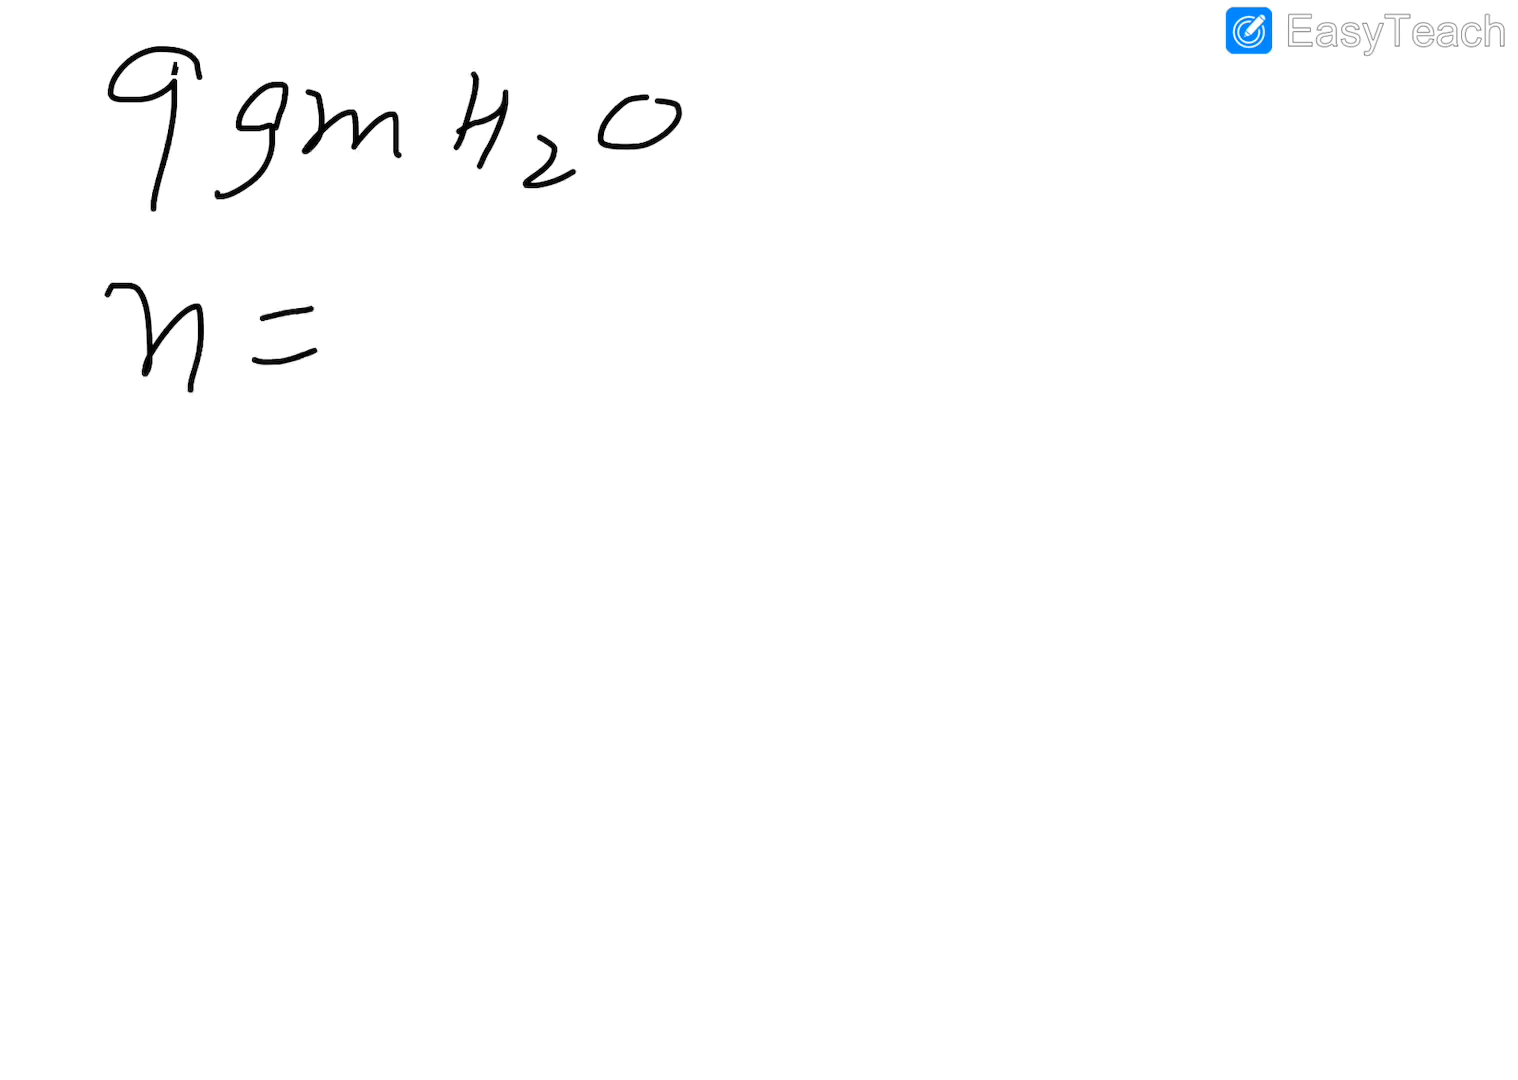 EasyTeach
9 gm H₂O
n =